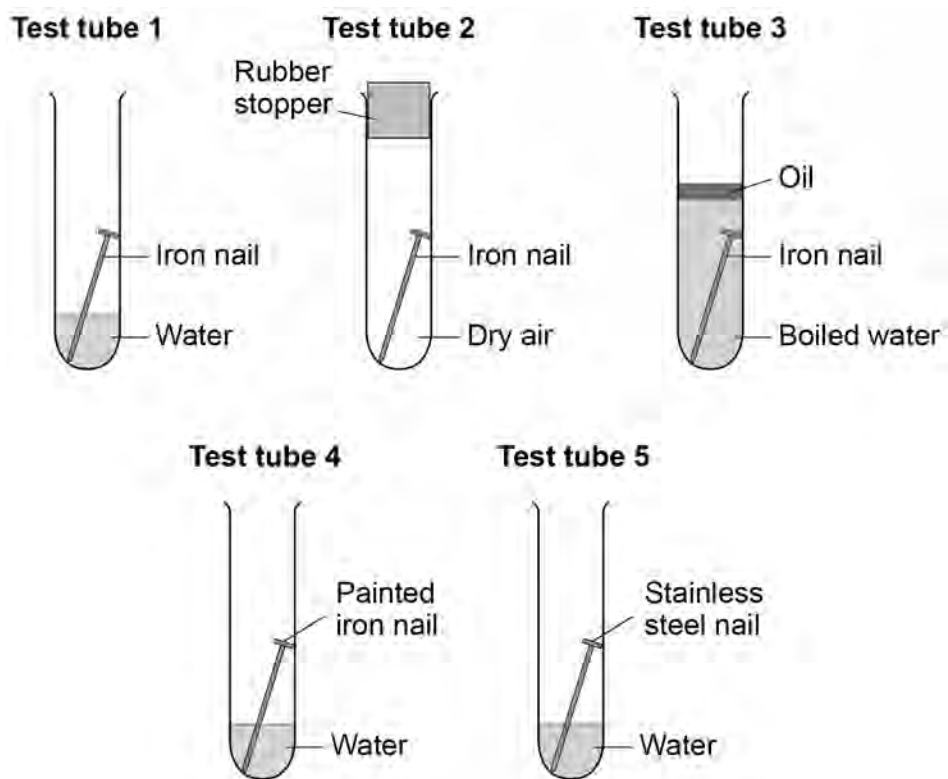 Test tube 1
Test tube 2
Test tube 3
Rubber
stopper
Oil
Iron nail
Iron nail
Iron nail
Water
Dry air
Boiled water
Test tube 4
Test tube 5
Painted
iron nail
Stainless
steel nail
Water
Water